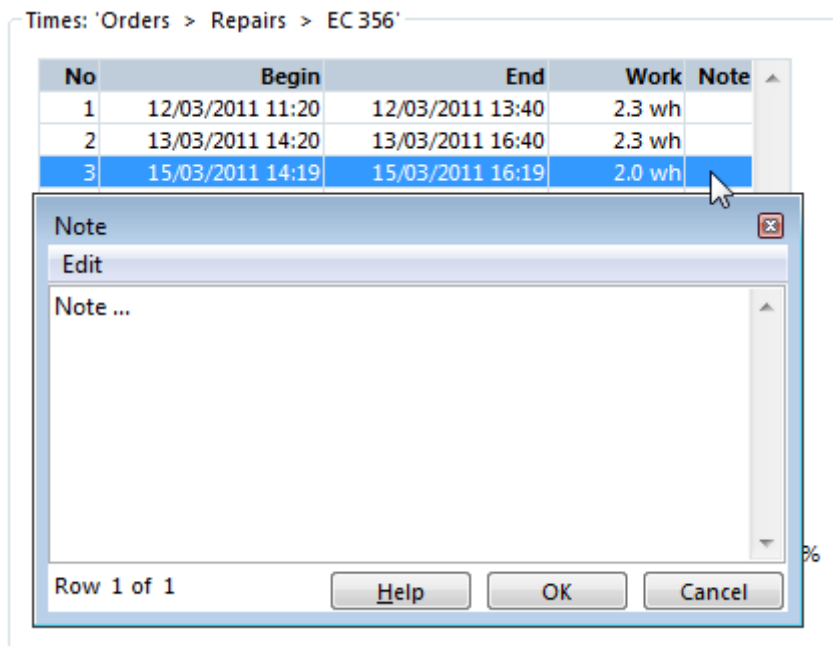 Times: 'Orders > Repairs > EC 356'
No Begin End Work Note
1 12/03/2011 11:20 12/03/2011 13:40 2.3 wh
2 13/03/2011 14:20 13/03/2011 16:40 2.3 wh
3 15/03/2011 14:19 15/03/2011 16:19 2.0 wh
Note
Edit
Note ...
%
Row 1 of 1 Help OK Cancel